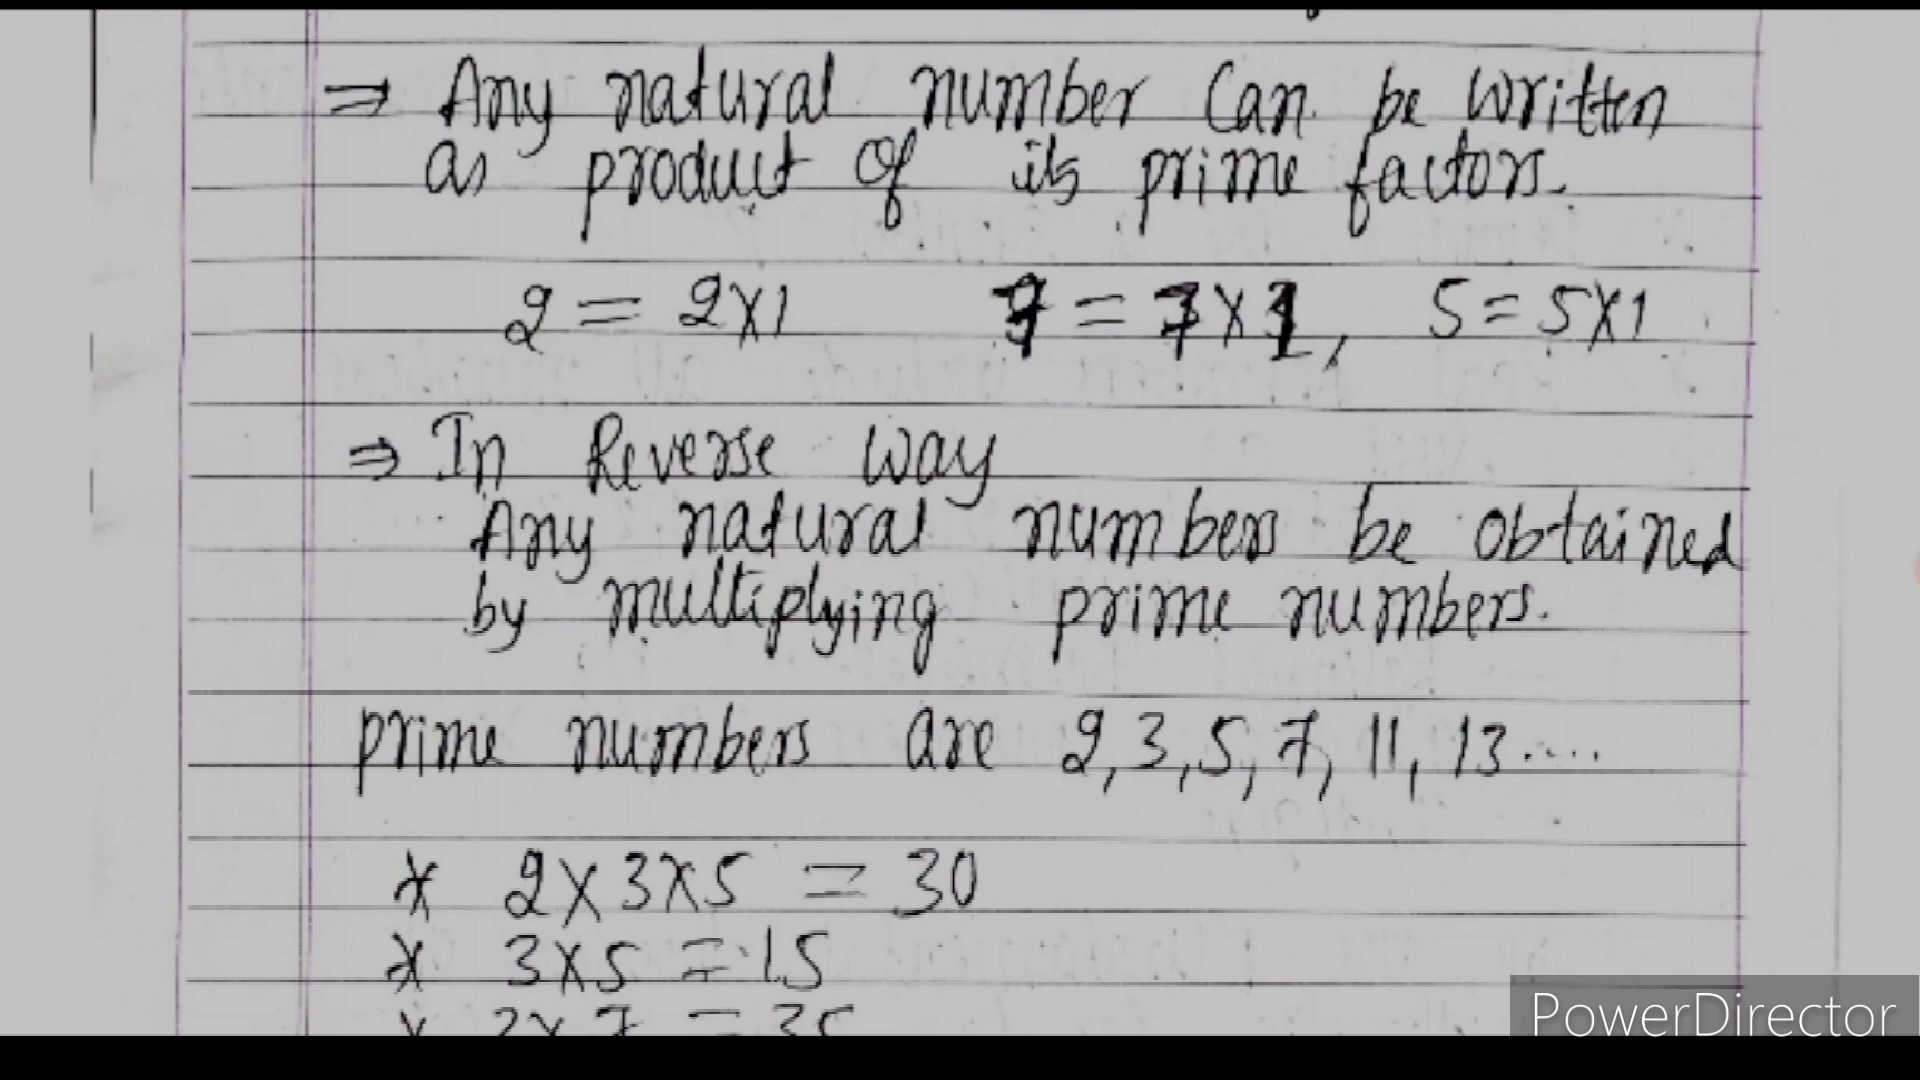 ⇒ Any natural number Can be written
as product of its prime factors.
2 = 2×1 7 = 7×1, 5 = 5×1
⇒ In Reverse way
Any natural numbers be obtained
by multiplying prime numbers.
prime numbers are 2, 3, 5, 7, 11, 13....
* 2×3×5 = 30
* 3×5 = 15
PowerDirector